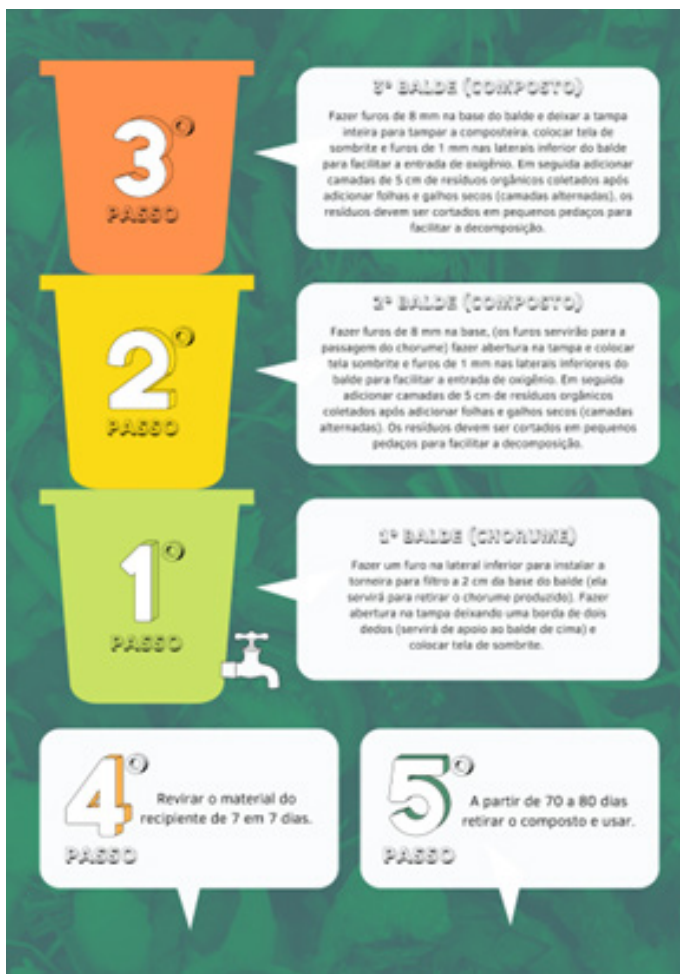 3º
PASSO
3º BALDE (COMPOSTO)
Fazer furos de 8 mm na base do balde e deixar a tampa
inteira para tampar a composteira. colocar tela de
sombrite e furos de 1 mm nas laterais inferior do balde
para facilitar a entrada de oxigênio. Em seguida adicionar
camadas de 5 cm de resíduos orgânicos coletados após
adicionar folhas e galhos secos (camadas alternadas), os
resíduos devem ser cortados em pequenos pedaços para
facilitar a decomposição.
2º
PASSO
2º BALDE (COMPOSTO)
Fazer furos de 8 mm na base, (os furos servirão para a
passagem do chorume) fazer abertura na tampa e colocar
tela sombrite e furos de 1 mm nas laterais inferiores do
balde para facilitar a entrada de oxigênio. Em seguida
adicionar camadas de 5 cm de resíduos orgânicos
coletados após adicionar folhas e galhos secos (camadas
alternadas). Os resíduos devem ser cortados em pequenos
pedaços para facilitar a decomposição.
1º
PASSO
1º BALDE (CHORUME)
Fazer um furo na lateral inferior para instalar a
torneira para filtro a 2 cm da base do balde (ela
servirá para retirar o chorume produzido). Fazer
abertura na tampa deixando uma borda de dois
dedos (servirá de apoio ao balde de cima) e
colocar tela de sombrite.
4º
PASSO
Revirar o material do
recipiente de 7 em 7 dias.
5º
PASSO
A partir de 70 a 80 dias
retirar o composto e usar.